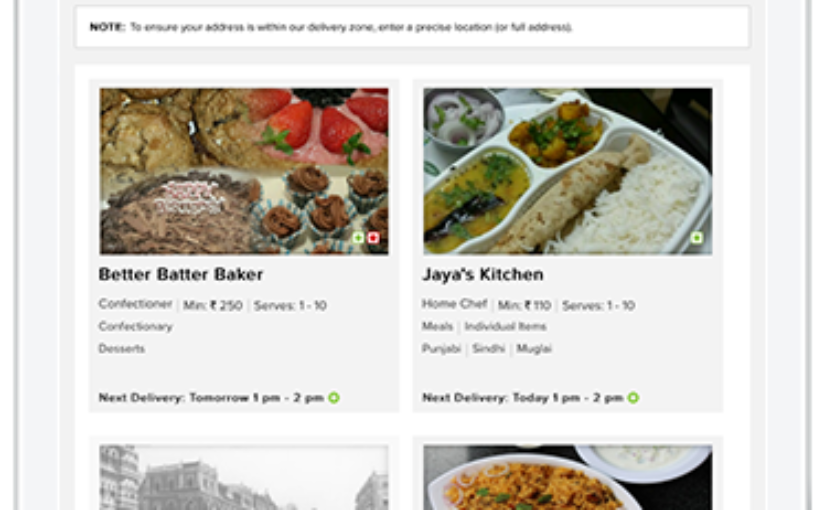 NOTE: To ensure your address is within our delivery zone, enter a precise location (or full address).
Better Batter Baker
Confectioner | Min: ₹ 250 | Serves: 1 - 10
Confectionary
Desserts
Next Delivery: Tomorrow 1 pm - 2 pm
Jaya's Kitchen
Home Chef | Min: ₹ 110 | Serves: 1 - 10
Meals | Individual Items
Punjabi | Sindhi | Muglai
Next Delivery: Today 1 pm - 2 pm